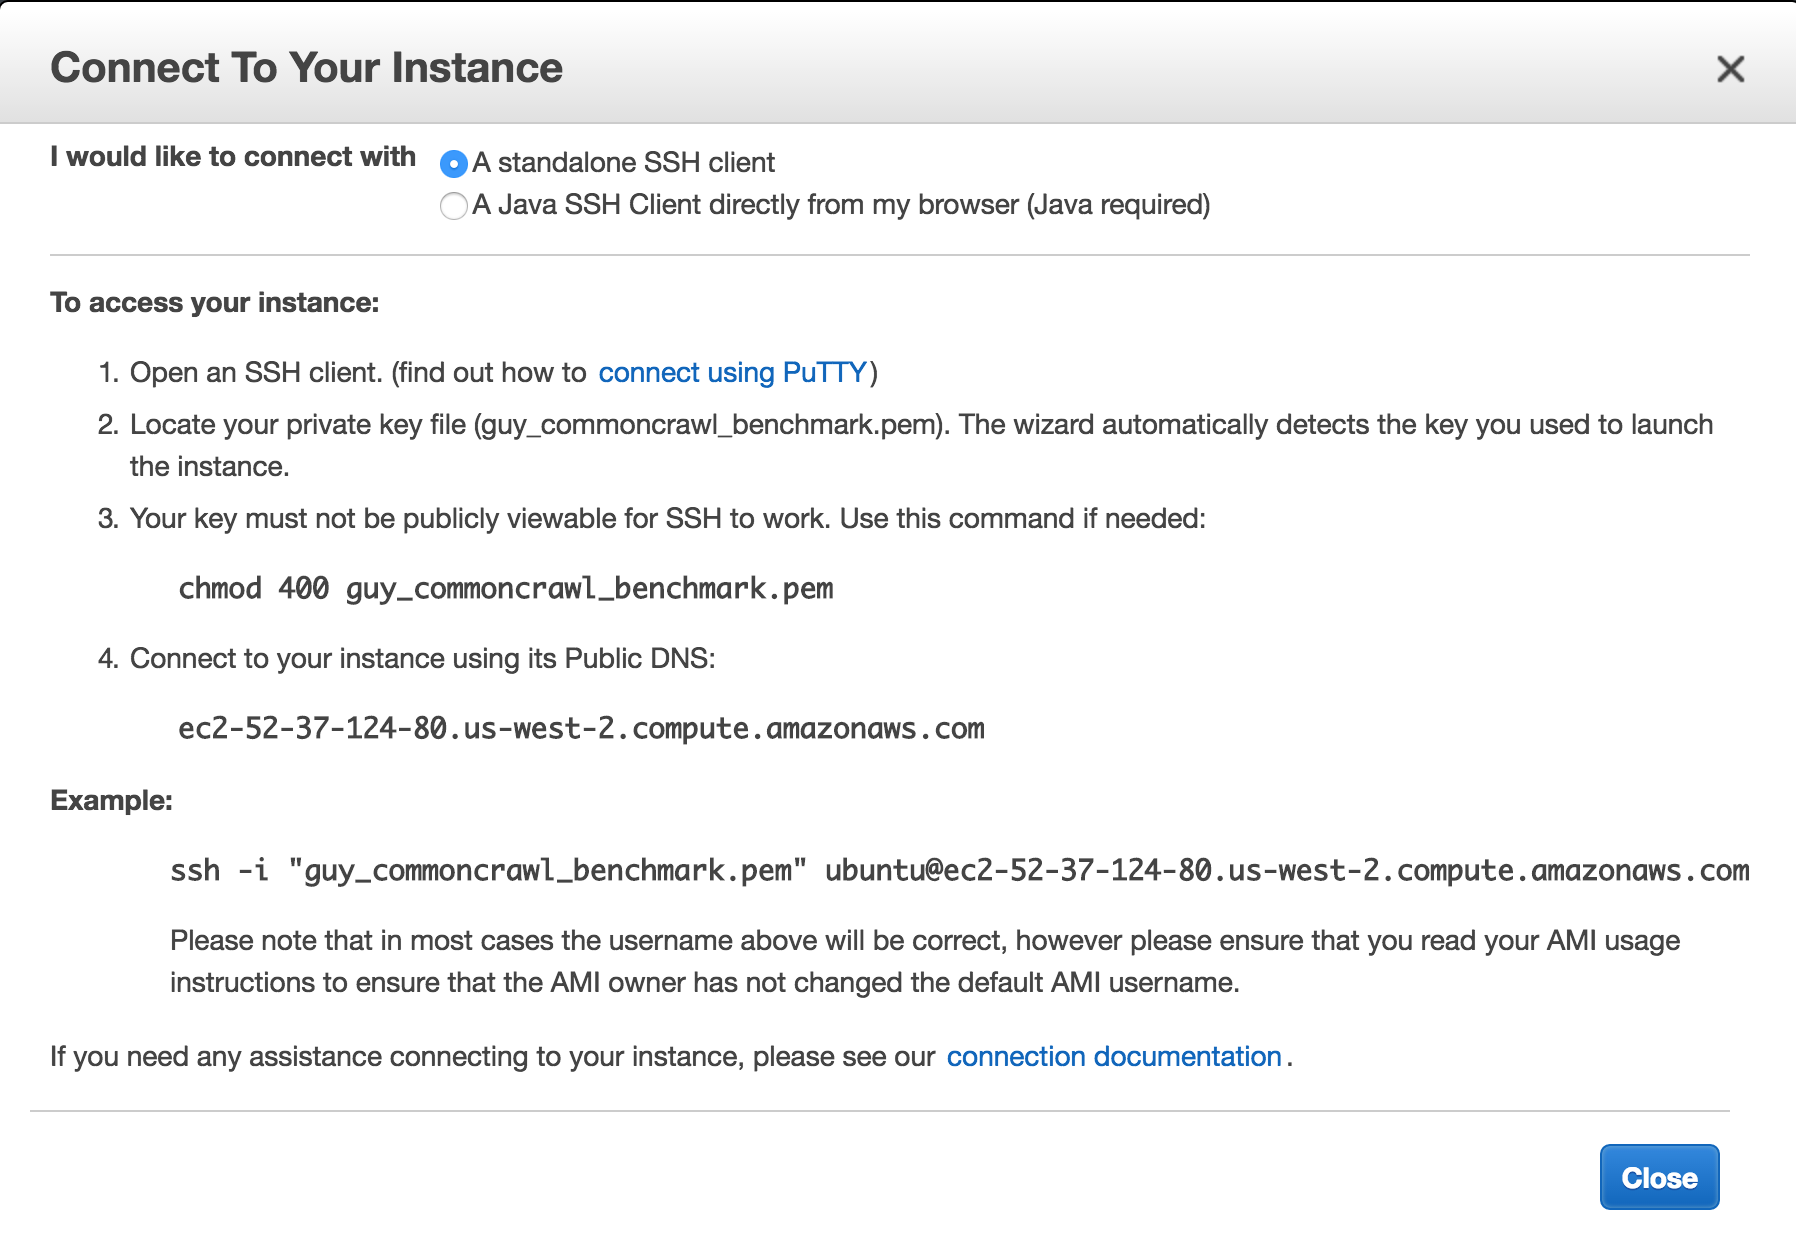 Connect To Your Instance
I would like to connect with
A standalone SSH client
A Java SSH Client directly from my browser (Java required)
To access your instance:
1. Open an SSH client. (find out how to connect using PuTTY)
2. Locate your private key file (guy_commoncrawl_benchmark.pem). The wizard automatically detects the key you used to launch
the instance.
3. Your key must not be publicly viewable for SSH to work. Use this command if needed:
chmod 400 guy_commoncrawl_benchmark.pem
4. Connect to your instance using its Public DNS:
ec2-52-37-124-80.us-west-2.compute.amazonaws.com
Example:
ssh -i "guy_commoncrawl_benchmark.pem" ubuntu@ec2-52-37-124-80.us-west-2.compute.amazonaws.com
Please note that in most cases the username above will be correct, however please ensure that you read your AMI usage
instructions to ensure that the AMI owner has not changed the default AMI username.
If you need any assistance connecting to your instance, please see our connection documentation.
Close